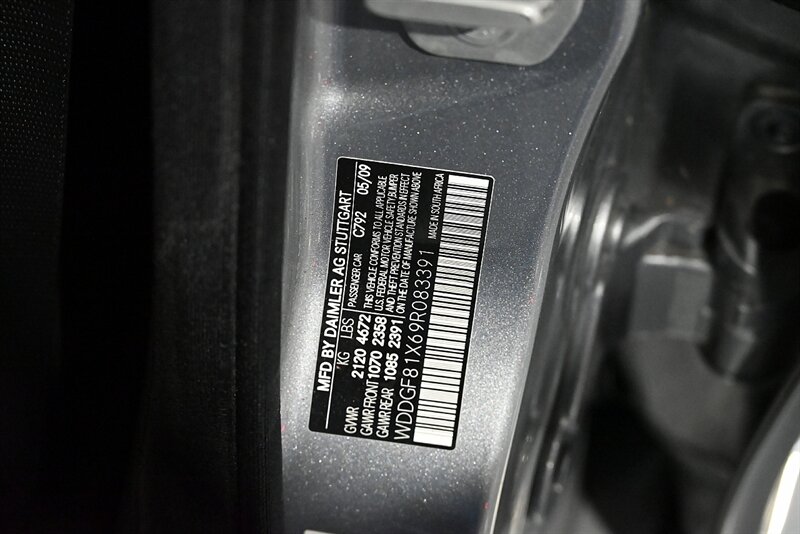 MFD BY DAIMLER AG STUTTGART
KG LBS PASSENGER CAR C792 05/09
GVWR 2120 4672 THIS VEHICLE CONFORMS TO ALL APPLICABLE
GAWR FRONT 1070 2358 U.S. FEDERAL MOTOR VEHICLE SAFETY, BUMPER
GAWR REAR 1085 2391 AND THEFT PREVENTION STANDARDS IN EFFECT
ON THE DATE OF MANUFACTURE SHOWN ABOVE
WDDGF81X69R083391 MADE IN SOUTH AFRICA